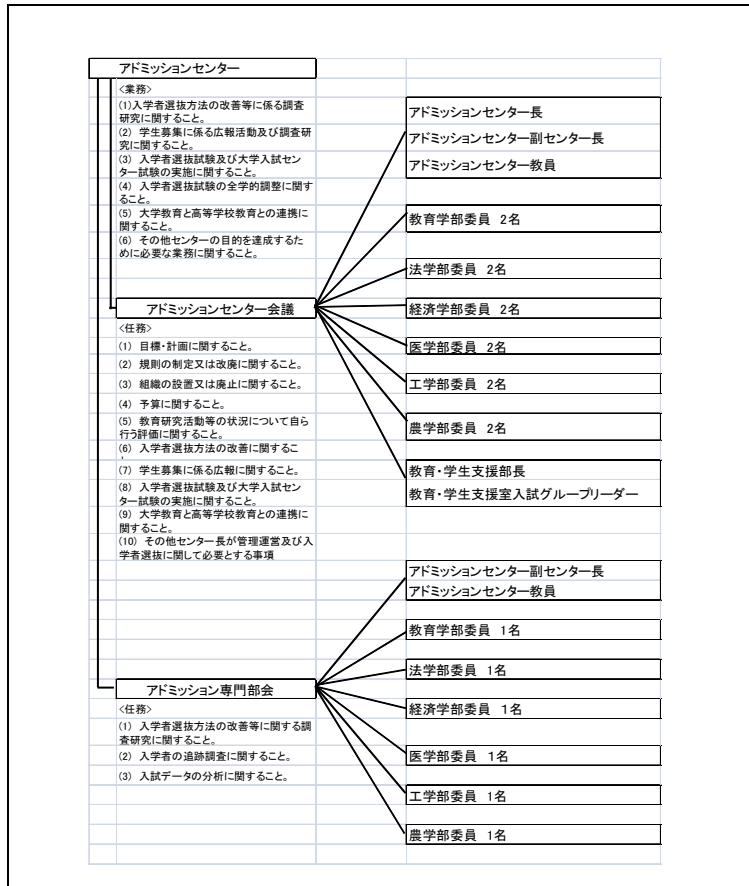 アドミッションセンター
<業務>
(1)入学者選抜方法の改善等に係る調査
研究に関すること。
(2) 学生募集に係る広報活動及び調査研
究に関すること。
(3) 入学者選抜試験及び大学入試セン
ター試験の実施に関すること。
(4) 入学者選抜試験の全学的調整に関す
ること。
(5) 大学教育と高等学校教育との連携に
関すること。
(6) その他センターの目的を達成するた
めに必要な業務に関すること。
アドミッションセンター長
アドミッションセンター副センター長
アドミッションセンター教員
教育学部委員 2名
法学部委員 2名
経済学部委員 2名
医学部委員 2名
工学部委員 2名
農学部委員 2名
教育・学生支援部長
教育・学生支援室入試グループリーダー
アドミッションセンター会議
<任務>
(1) 目標・計画に関すること。
(2) 規則の制定又は改廃に関すること。
(3) 組織の設置又は廃止に関すること。
(4) 予算に関すること。
(5) 教育研究活動等の状況について自ら
行う評価に関すること。
(6) 入学者選抜方法の改善に関するこ
(7) 学生募集に係る広報に関すること。
(8) 入学者選抜試験及び大学入試セン
ター試験の実施に関すること。
(9) 大学教育と高等学校教育との連携に
関すること。
(10) その他センター長が管理運営及び入
学者選抜に関して必要とする事項
アドミッションセンター副センター長
アドミッションセンター教員
教育学部委員 1名
法学部委員 1名
経済学部委員 1名
医学部委員 1名
工学部委員 1名
農学部委員 1名
アドミッション専門部会
<任務>
(1) 入学者選抜方法の改善等に関する調
査研究に関すること。
(2) 入学者の追跡調査に関すること。
(3) 入試データの分析に関すること。